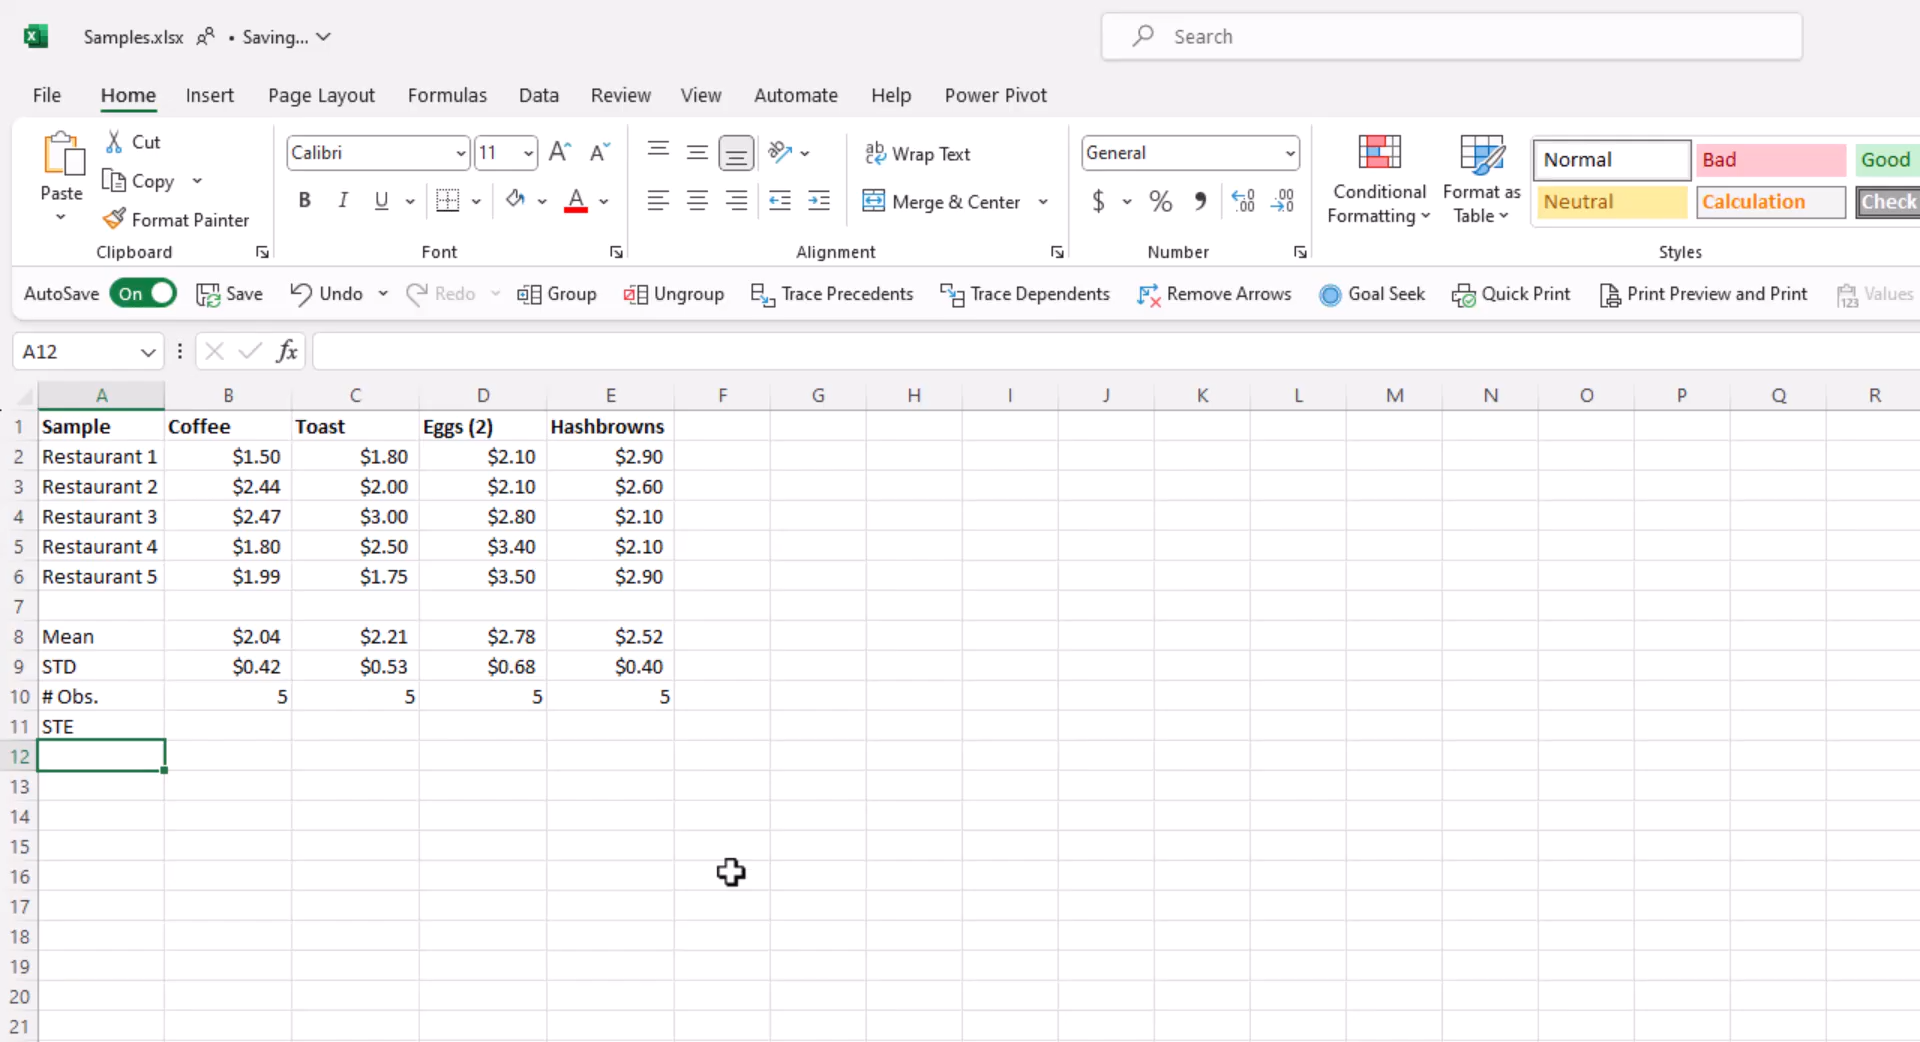 Samples.xlsx • Saving...
Search
File Home Insert Page Layout Formulas Data Review View Automate Help Power Pivot
Paste
Cut
Copy
Format Painter
Clipboard
Calibri 11
B I U
Font
Wrap Text
Merge & Center
Alignment
General
$ % 9
Number
Conditional Formatting
Format as Table
Normal Bad Good
Neutral Calculation Check
Styles
AutoSave On Save Undo Redo Group Ungroup Trace Precedents Trace Dependents Remove Arrows Goal Seek Quick Print Print Preview and Print Values
A12 fx
A B C D E F G H I J K L M N O P Q R
1 Sample Coffee Toast Eggs (2) Hashbrowns
2 Restaurant 1 $1.50 $1.80 $2.10 $2.90
3 Restaurant 2 $2.44 $2.00 $2.10 $2.60
4 Restaurant 3 $2.47 $3.00 $2.80 $2.10
5 Restaurant 4 $1.80 $2.50 $3.40 $2.10
6 Restaurant 5 $1.99 $1.75 $3.50 $2.90
7
8 Mean $2.04 $2.21 $2.78 $2.52
9 STD $0.42 $0.53 $0.68 $0.40
10 # Obs. 5 5 5 5
11 STE
12
13
14
15
16
17
18
19
20
21